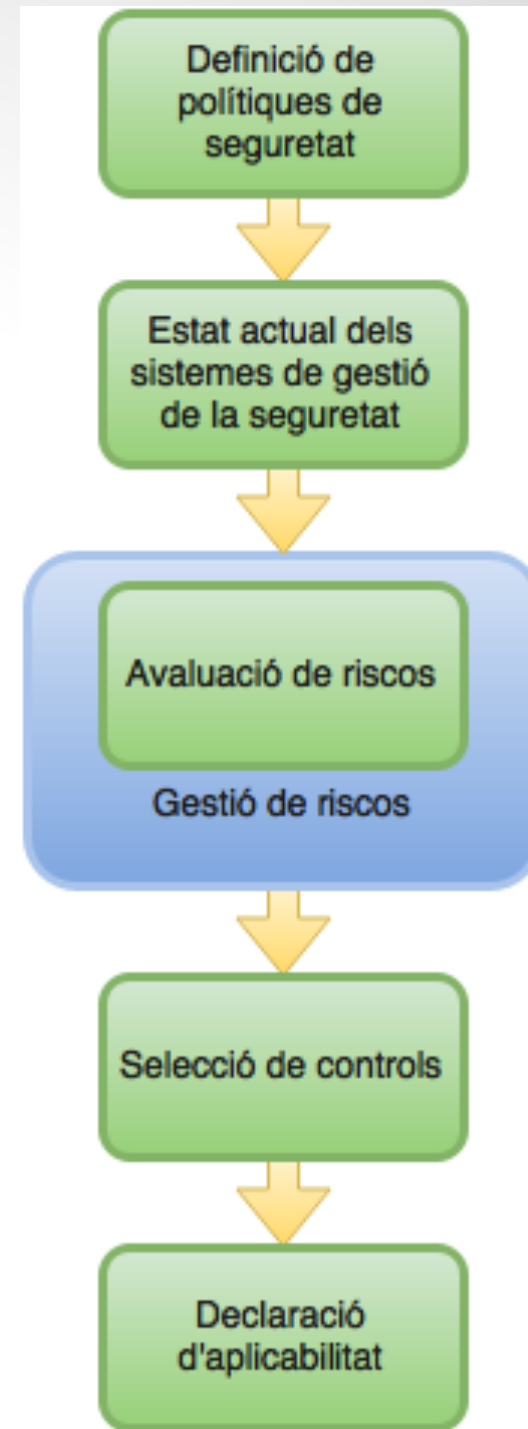 Definició de
polítiques de
seguretat
Estat actual dels
sistemes de gestió
de la seguretat
Avaluació de riscos
Gestió de riscos
Selecció de controls
Declaració
d'aplicabilitat